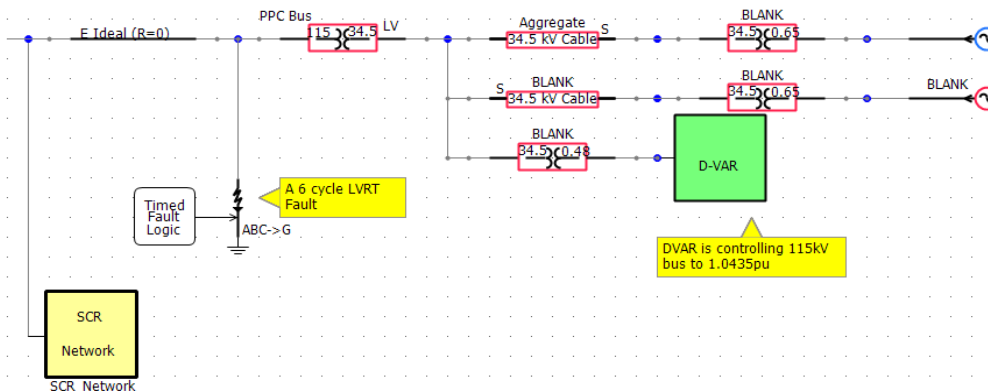 E Ideal (R=0)
PPC Bus
115
34.5
LV
Aggregate
34.5 kV Cable
S
BLANK
34.5
0.65
S
BLANK
34.5 kV Cable
BLANK
34.5
0.65
BLANK
BLANK
34.5
0.48
D-VAR
A 6 cycle LVRT
Fault
Timed
Fault
Logic
ABC->G
DVAR is controlling 115kV
bus to 1.0435pu
SCR
Network
SCR Network